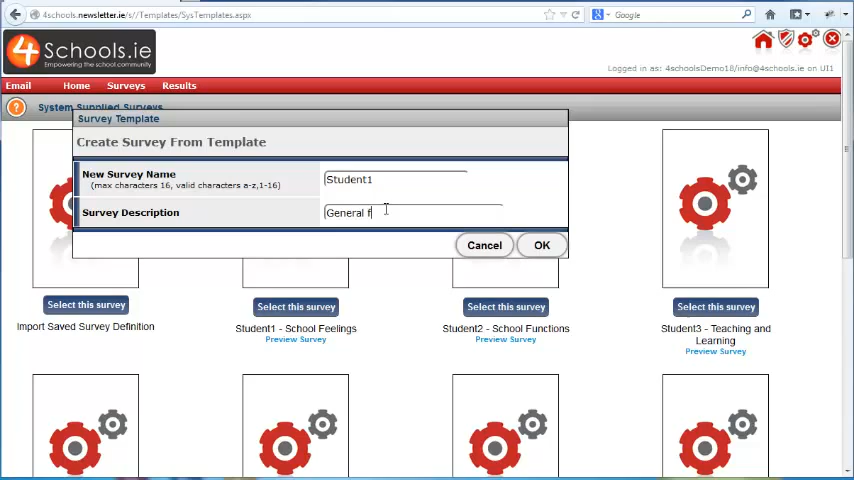 4schools.newsletter.ie/s//Templates/SysTemplates.aspx
Google
4Schools.ie
Empowering the school community
Logged in as: 4schoolsDemo18/info@4schools.ie on UI1
Email Home Surveys Results
System Supplied Surveys
Survey Template
Create Survey From Template
New Survey Name
(max characters 16, valid characters a-z,1-16)
Student1
Survey Description
General f
Cancel OK
Select this survey Select this survey Select this survey Select this survey
Import Saved Survey Definition
Student1 - School Feelings
Preview Survey
Student2 - School Functions
Preview Survey
Student3 - Teaching and
Learning
Preview Survey